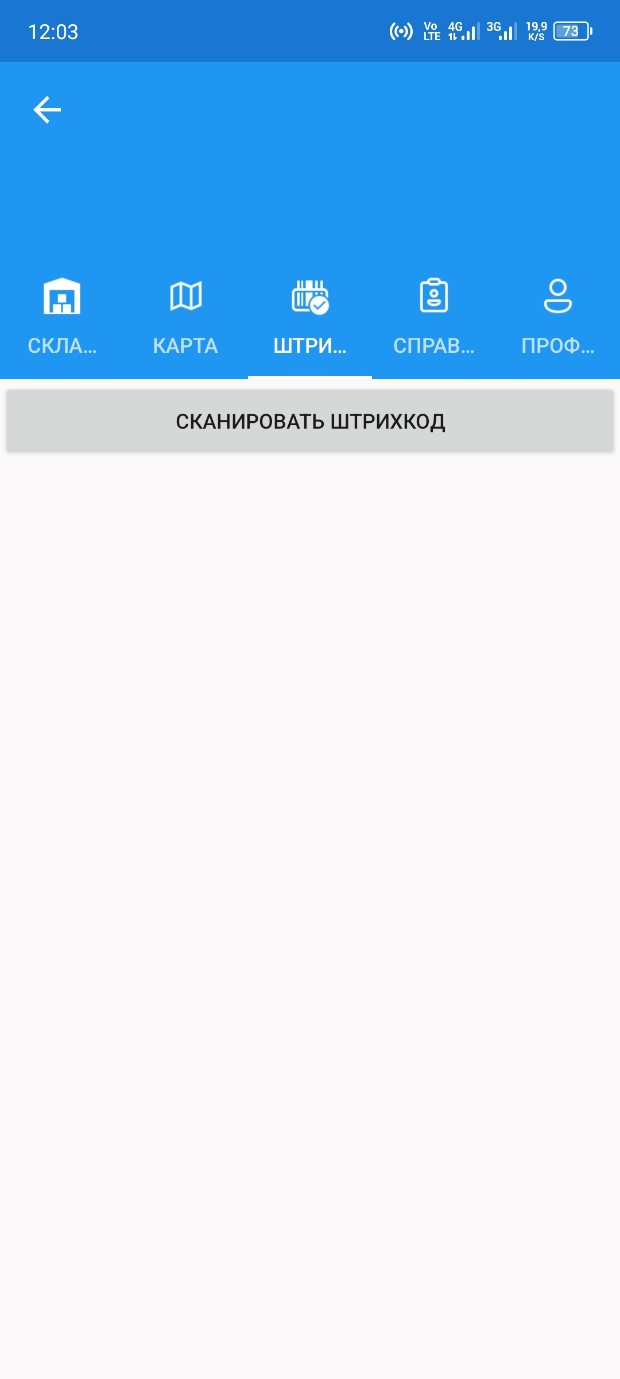 12:03
Vo LTE 4G 3G 19,9 K/S 73
СКЛА...
КАРТА
ШТРИ...
СПРАВ...
ПРОФ...
СКАНИРОВАТЬ ШТРИХКОД